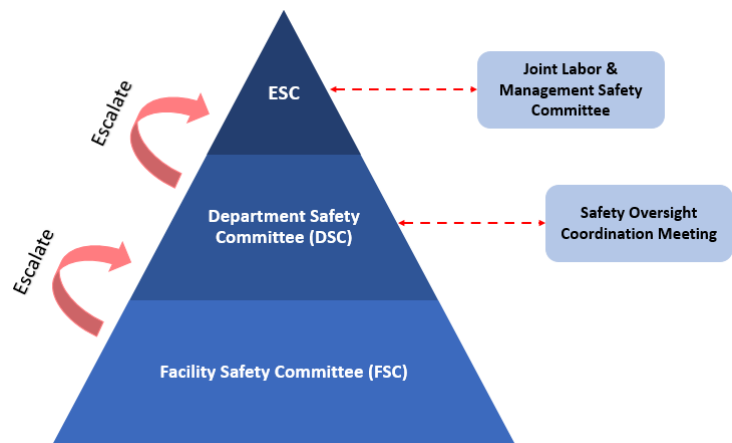 ESC
Joint Labor &
Management Safety
Committee
Escalate
Department Safety
Committee (DSC)
Safety Oversight
Coordination Meeting
Escalate
Facility Safety Committee (FSC)